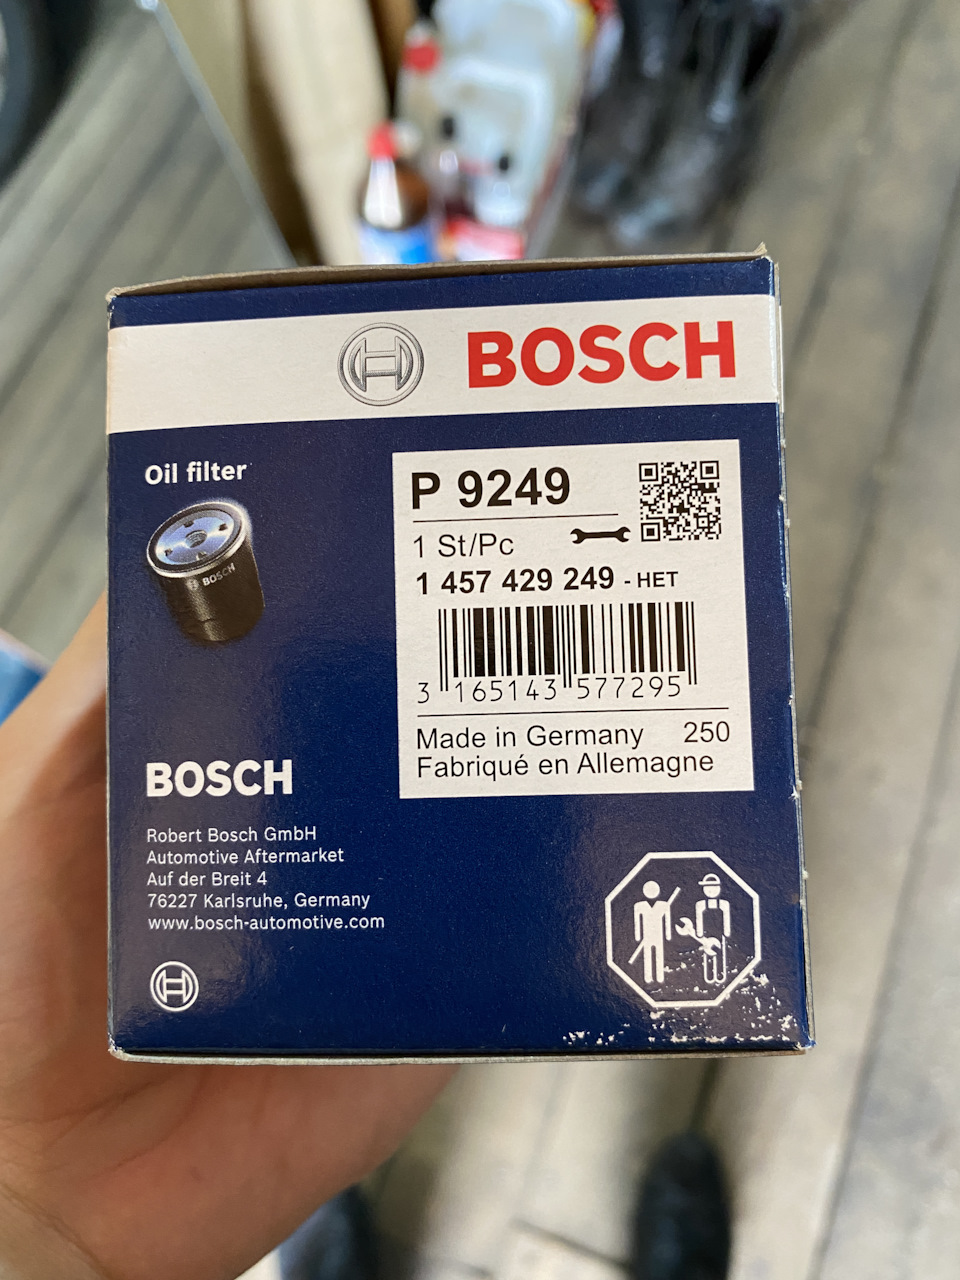 BOSCH
Oil filter
BOSCH
P 9249
1 St/Pc
1 457 429 249 - HET
3 165143 577295
Made in Germany 250
Fabriqué en Allemagne
BOSCH
Robert Bosch GmbH
Automotive Aftermarket
Auf der Breit 4
76227 Karlsruhe, Germany
www.bosch-automotive.com